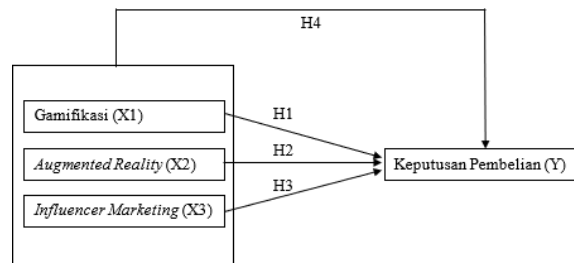 H4
Gamifikasi (X1)
H1
Augmented Reality (X2)
H2
Keputusan Pembelian (Y)
H3
Influencer Marketing (X3)